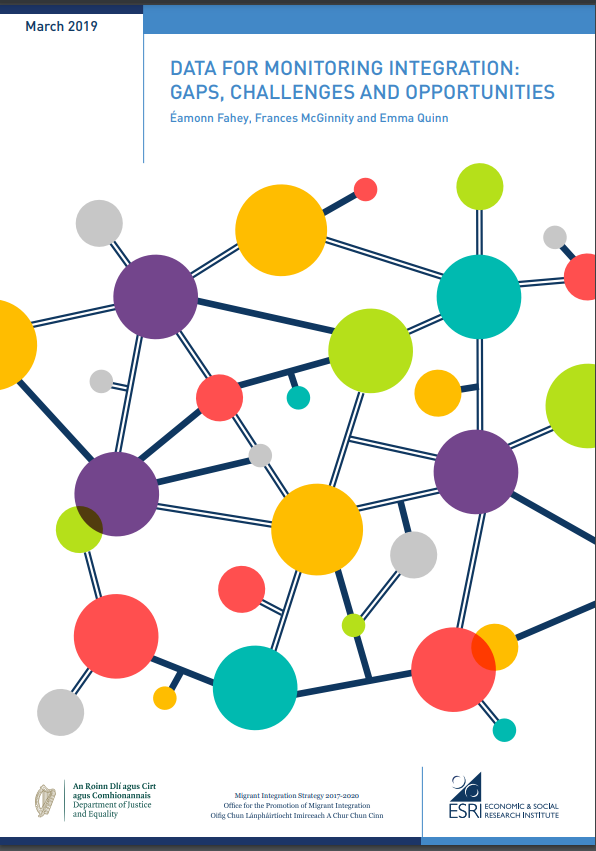 March 2019
DATA FOR MONITORING INTEGRATION:
GAPS, CHALLENGES AND OPPORTUNITIES
Éamonn Fahey, Frances McGinnity and Emma Quinn
An Roinn Dlí agus Cirt
agus Comhionannais
Department of Justice
and Equality
Migrant Integration Strategy 2017-2020
Office for the Promotion of Migrant Integration
Oifig Chun Lánpháirtíocht Imirceach A Chur Chun Cinn
ESRI ECONOMIC & SOCIAL
RESEARCH INSTITUTE